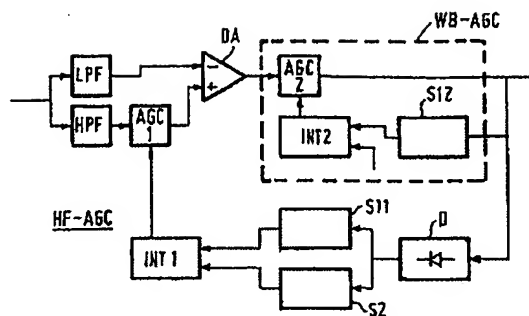 WB-AGC
DA
LPF
-
+
AGC
2
S12
HPF
AGC
1
INT2
HF-AGC
S11
D
INT 1
S2